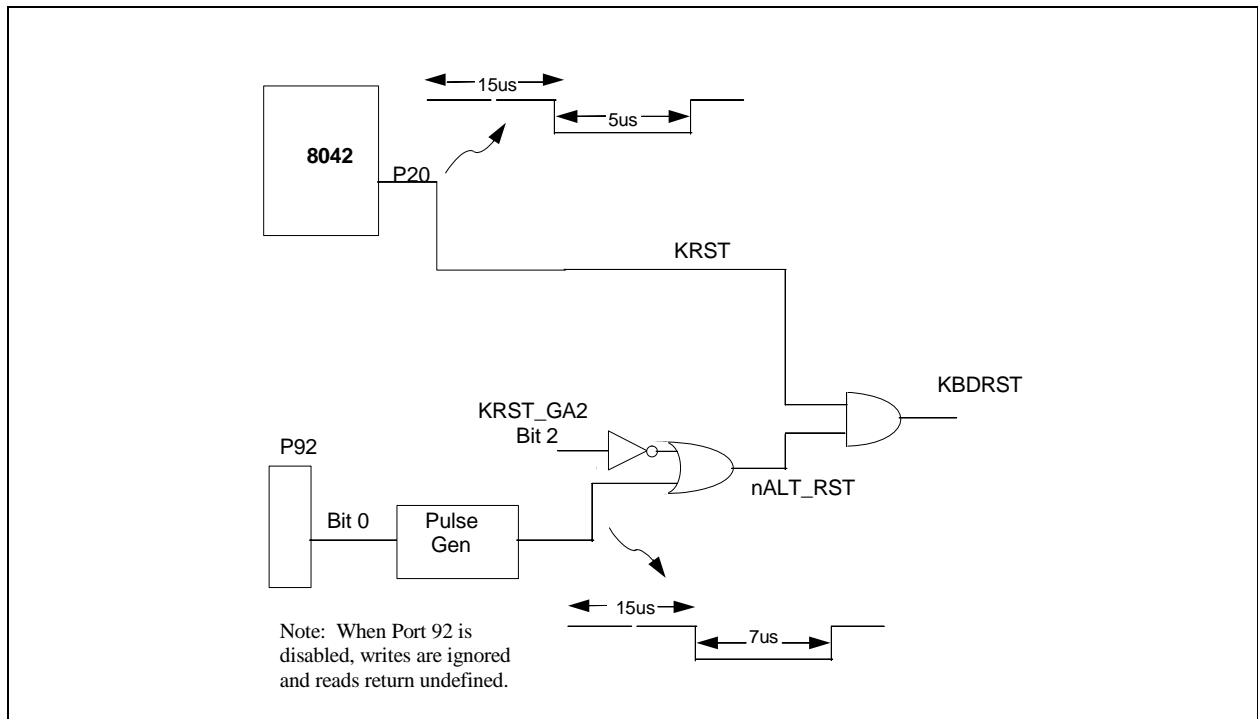 15us
5us
8042
P20
KRST
KBDRST
KRST_GA2
Bit 2
nALT_RST
P92
Bit 0
Pulse
Gen
15us
7us
Note: When Port 92 is
disabled, writes are ignored
and reads return undefined.